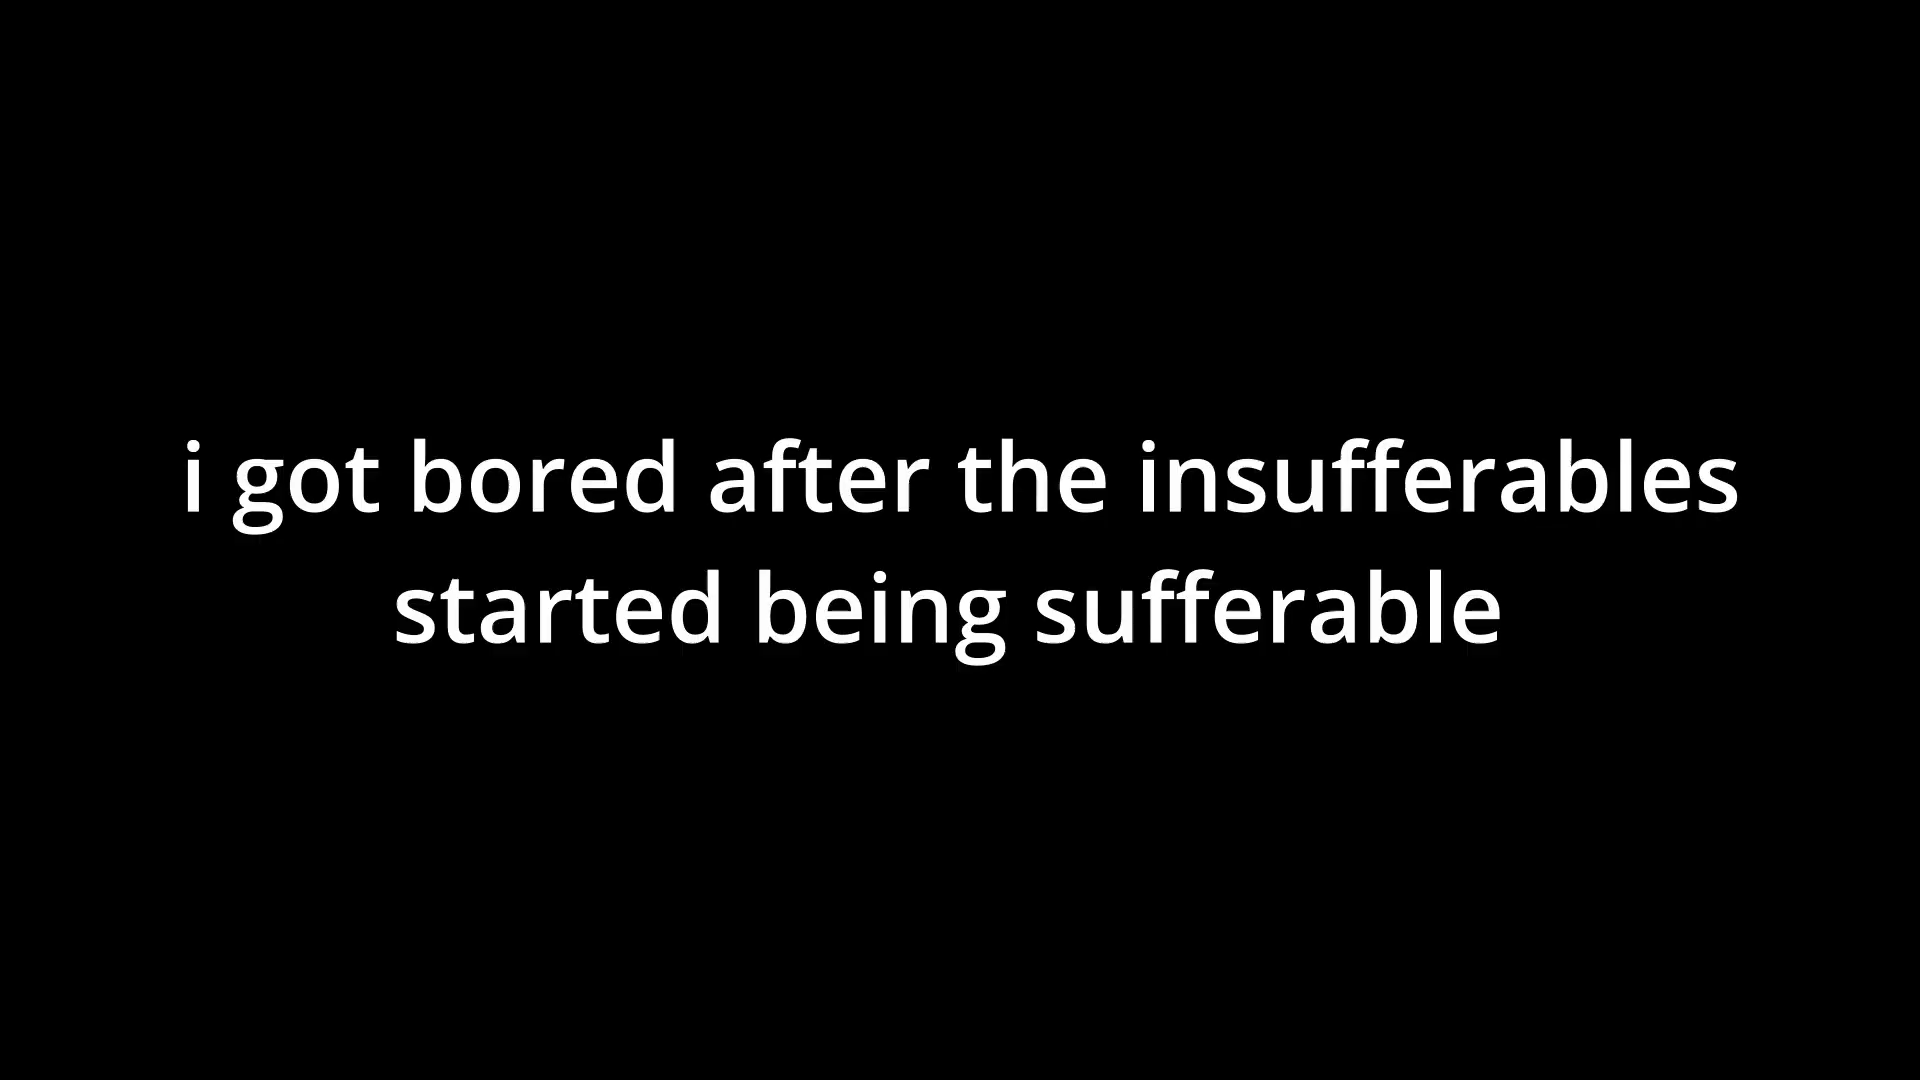 i got bored after the insufferables
started being sufferable